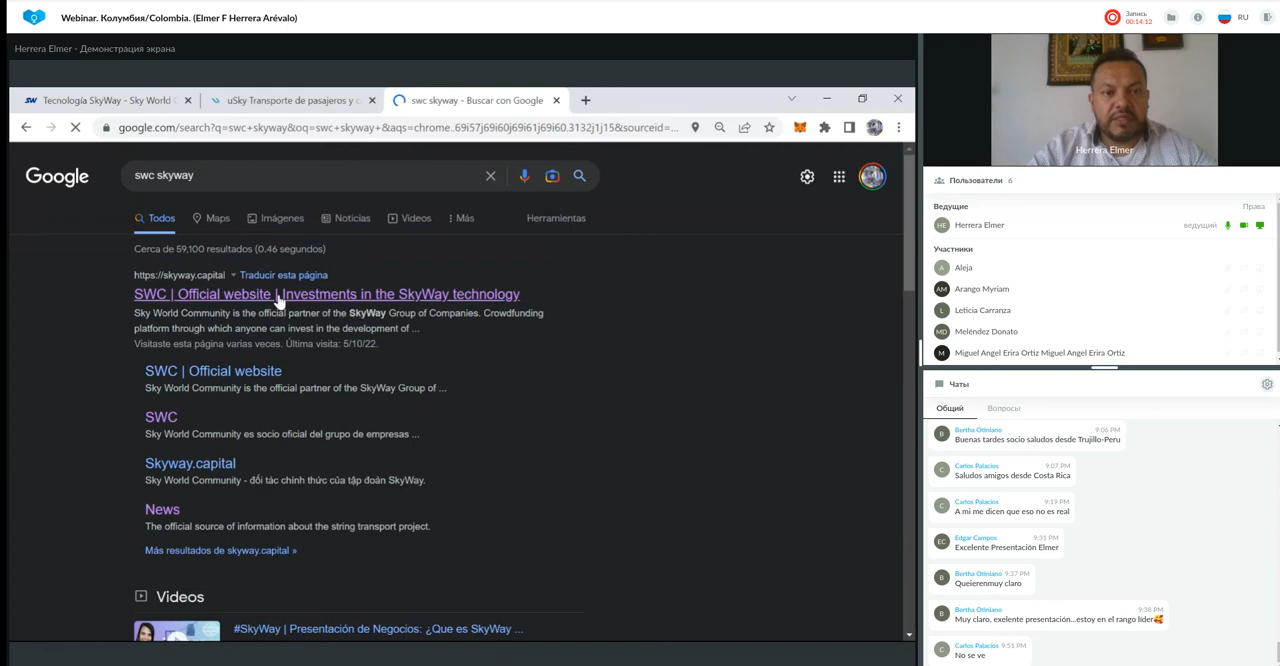 Webinar. Колумбия/Colombia. (Elmer F Herrera Arévalo)
Запись
00:14:12
RU
Herrera Elmer - Демонстрация экрана
Tecnología SkyWay - Sky World C
uSky Transporte de pasajeros y c
swc skyway - Buscar con Google
google.com/search?q=swc+skyway&oq=swc+skyway+&aqs=chrome..69i57j69i60j69i61j69i60.3132j1j15&sourceid=...
Google
swc skyway
Todos
Maps
Imágenes
Noticias
Videos
Más
Herramientas
Cerca de 59,100 resultados (0.46 segundos)
https://skyway.capital
Traducir esta página
SWC | Official website | Investments in the SkyWay technology
Sky World Community is the official partner of the SkyWay Group of Companies. Crowdfunding
platform through which anyone can invest in the development of ...
Visitaste esta página varias veces. Última visita: 5/10/22.
SWC | Official website
Sky World Community is the official partner of the SkyWay Group of ...
SWC
Sky World Community es socio oficial del grupo de empresas ...
Skyway.capital
Sky World Community - đối tác chính thức của tập đoàn SkyWay.
News
The official source of information about the string transport project.
Más resultados de skyway.capital »
Videos
#SkyWay | Presentación de Negocios: ¿Que es SkyWay ...
Herrera Elmer
Пользователи 6
Ведущие
Права
HE
Herrera Elmer
ведущий
Участники
A
Aleja
AM
Arango Myriam
L
Leticia Carranza
MD
Meléndez Donato
M
Miguel Angel Erira Ortiz Miguel Angel Erira Ortiz
Чаты
Общий
Вопросы
B
Bertha Otiniano
9:06 PM
Buenas tardes socio saludos desde Trujillo-Peru
C
Carlos Palacios
9:07 PM
Saludos amigos desde Costa Rica
C
Carlos Palacios
9:19 PM
A mi me dicen que eso no es real
EC
Edgar Campos
9:31 PM
Excelente Presentación Elmer
B
Bertha Otiniano
9:37 PM
Queierenmuy claro
B
Bertha Otiniano
9:38 PM
Muy claro, exelente presentación...estoy en el rango líder🥰
C
Carlos Palacios
9:51 PM
No se ve